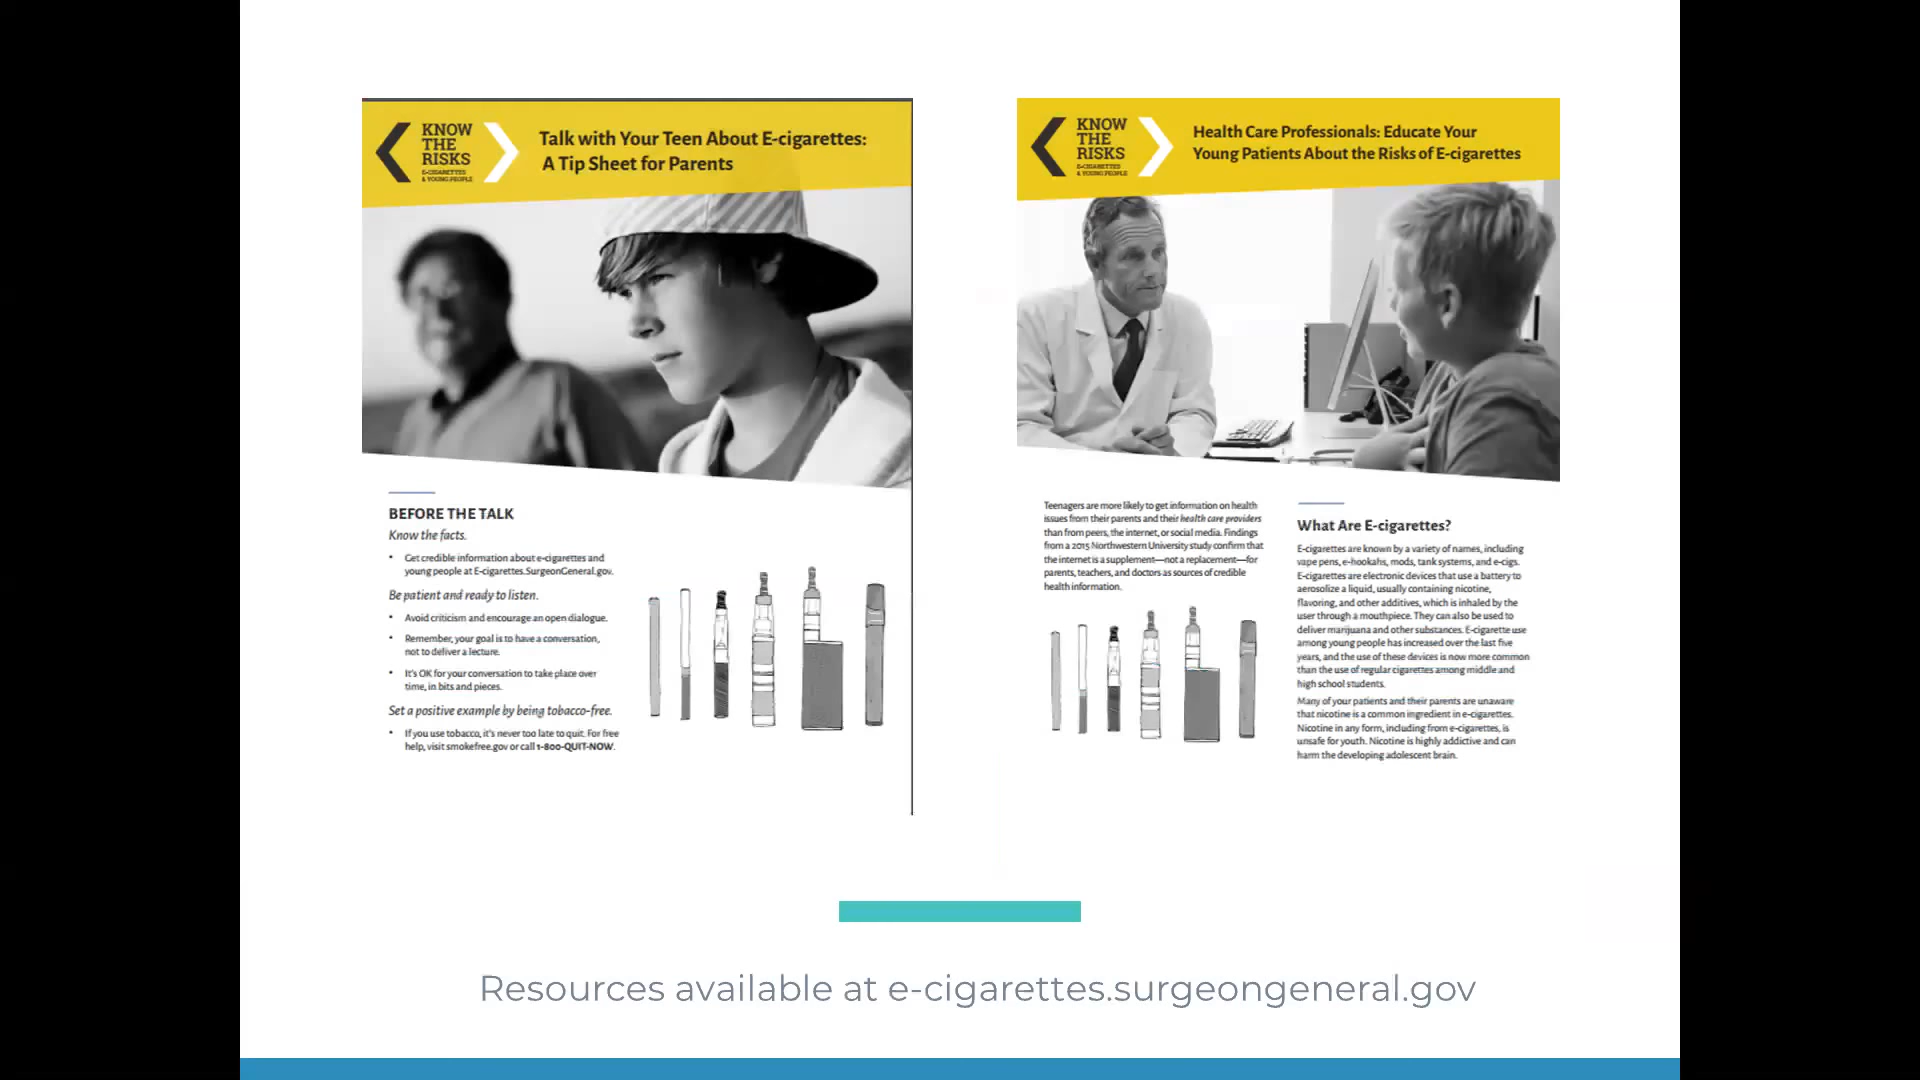 KNOW
THE
RISKS
E-CIGARETTES
& YOUNG PEOPLE
Talk with Your Teen About E-cigarettes:
A Tip Sheet for Parents
BEFORE THE TALK
Know the facts.
• Get credible information about e-cigarettes and
young people at E-cigarettes.SurgeonGeneral.gov.
Be patient and ready to listen.
• Avoid criticism and encourage an open dialogue.
• Remember, your goal is to have a conversation,
not to deliver a lecture.
• It's OK for your conversation to take place over
time, in bits and pieces.
Set a positive example by being tobacco-free.
• If you use tobacco, it's never too late to quit. For free
help, visit smokefree.gov or call 1-800-QUIT-NOW.
KNOW
THE
RISKS
E-CIGARETTES
& YOUNG PEOPLE
Health Care Professionals: Educate Your
Young Patients About the Risks of E-cigarettes
Teenagers are more likely to get information on health
issues from their parents and their health care providers
than from peers, the internet, or social media. Findings
from a 2015 Northwestern University study confirm that
the internet is a supplement—not a replacement—for
parents, teachers, and doctors as sources of credible
health information.
What Are E-cigarettes?
E-cigarettes are known by a variety of names, including
vape pens, e-hookahs, mods, tank systems, and e-cigs.
E-cigarettes are electronic devices that use a battery to
aerosolize a liquid, usually containing nicotine,
flavoring, and other additives, which is inhaled by the
user through a mouthpiece. They can also be used to
deliver marijuana and other substances. E-cigarette use
among young people has increased over the last five
years, and the use of these devices is now more common
than the use of regular cigarettes among middle and
high school students.
Many of your patients and their parents are unaware
that nicotine is a common ingredient in e-cigarettes.
Nicotine in any form, including from e-cigarettes, is
unsafe for youth. Nicotine is highly addictive and can
harm the developing adolescent brain.
Resources available at e-cigarettes.surgeongeneral.gov